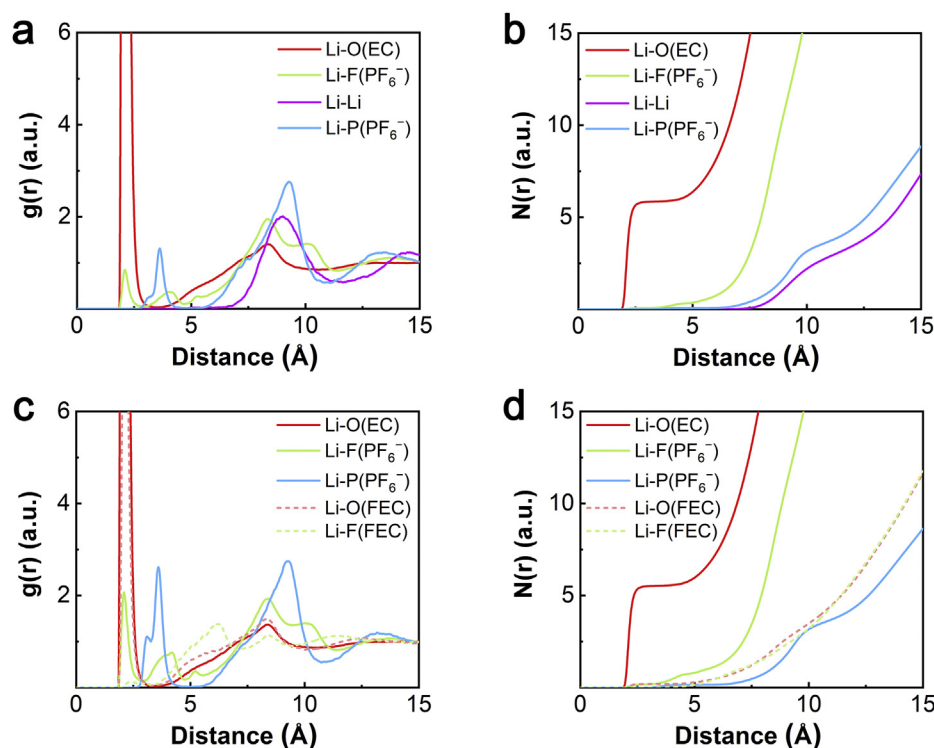 a
6
4
2
0
5
10
15
g(r) (a.u.)
Distance (Å)
Li-O(EC)
Li-F(PF₆⁻)
Li-Li
Li-P(PF₆⁻)
b
15
10
5
0
5
10
15
N(r) (a.u.)
Distance (Å)
Li-O(EC)
Li-F(PF₆⁻)
Li-Li
Li-P(PF₆⁻)
c
6
4
2
0
5
10
15
g(r) (a.u.)
Distance (Å)
Li-O(EC)
Li-F(PF₆⁻)
Li-P(PF₆⁻)
Li-O(FEC)
Li-F(FEC)
d
15
10
5
0
5
10
15
N(r) (a.u.)
Distance (Å)
Li-O(EC)
Li-F(PF₆⁻)
Li-P(PF₆⁻)
Li-O(FEC)
Li-F(FEC)